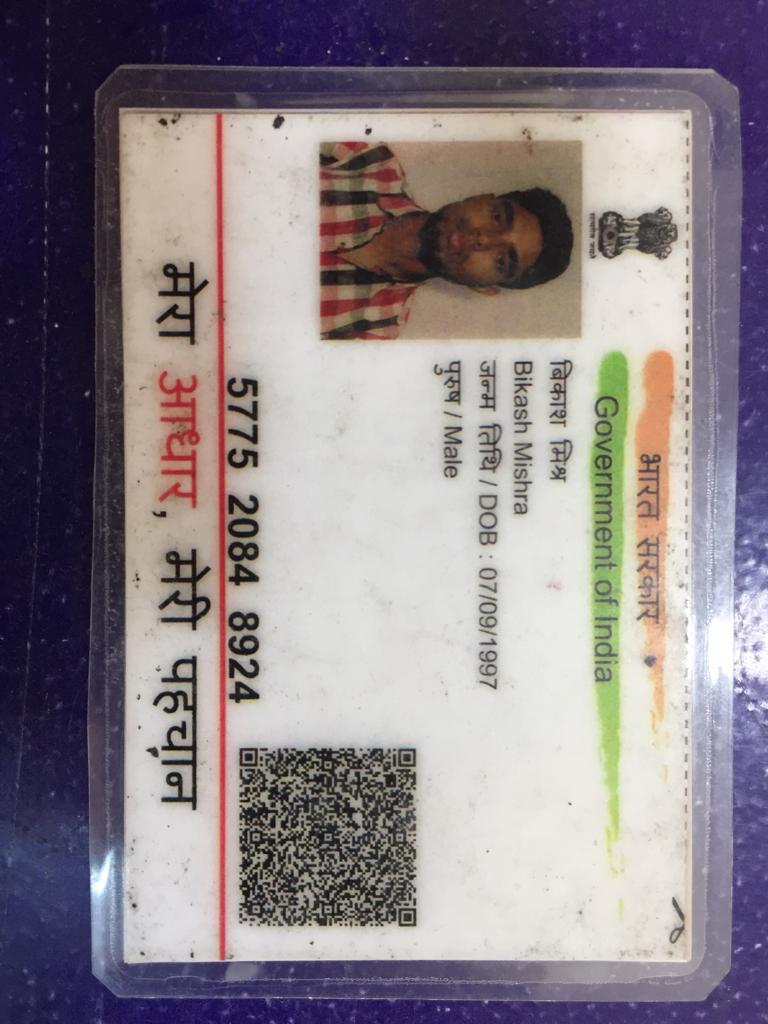 भारत सरकार
Government of India
सत्यमेव जयते
बिकाश मिश्र
Bikash Mishra
जन्म तिथि / DOB : 07/09/1997
पुरुष / Male
5775 2084 8924
मेरा आधार, मेरी पहचान